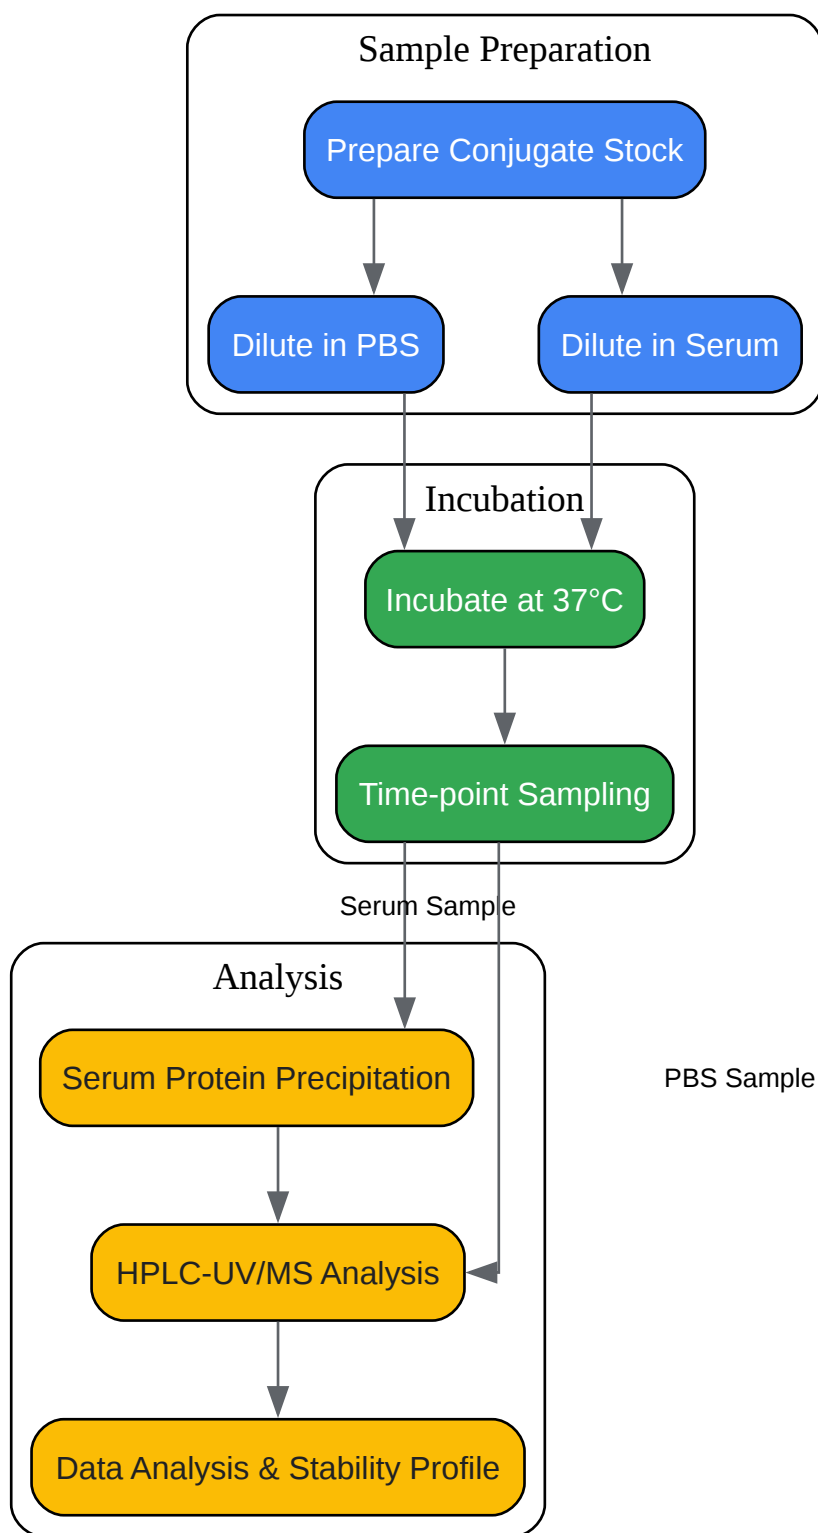 Sample Preparation
Prepare Conjugate Stock
Dilute in PBS
Dilute in Serum
Incubation
Incubate at 37°C
Time-point Sampling
Serum Sample
Analysis
Serum Protein Precipitation
PBS Sample
HPLC-UV/MS Analysis
Data Analysis & Stability Profile